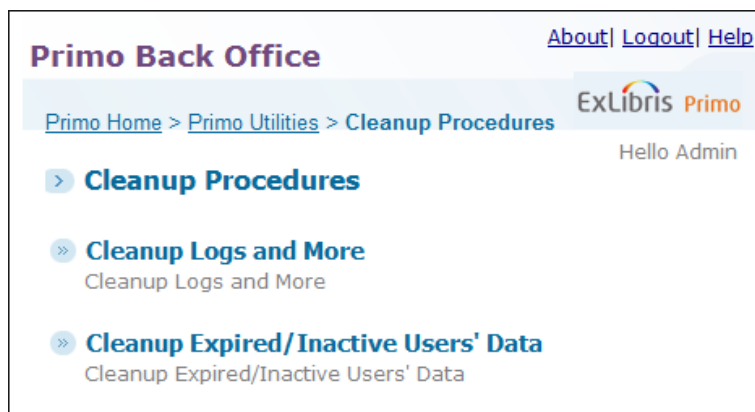 Primo Back Office
About| Logout| Help
ExLibris Primo
Primo Home > Primo Utilities > Cleanup Procedures
Hello Admin
> Cleanup Procedures
» Cleanup Logs and More
Cleanup Logs and More
» Cleanup Expired/Inactive Users' Data
Cleanup Expired/Inactive Users' Data